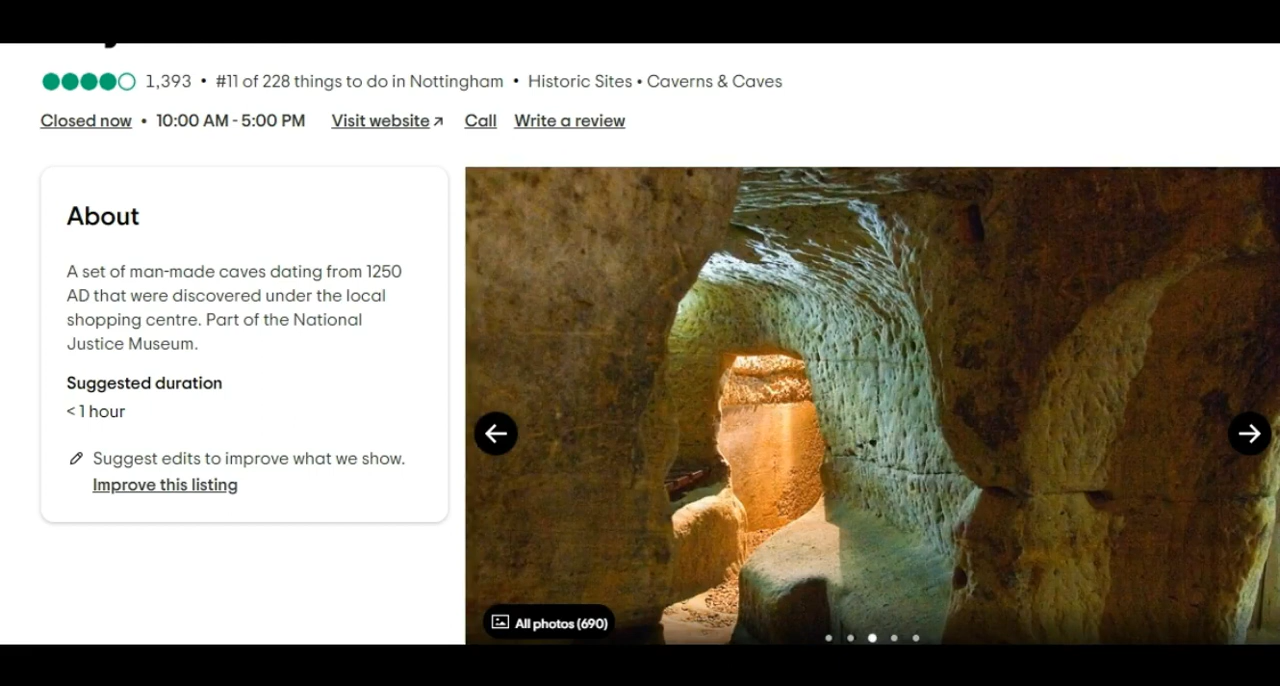 1,393 • #11 of 228 things to do in Nottingham • Historic Sites • Caverns & Caves
Closed now • 10:00 AM - 5:00 PM Visit website Call Write a review
About
A set of man-made caves dating from 1250
AD that were discovered under the local
shopping centre. Part of the National
Justice Museum.
Suggested duration
< 1 hour
Suggest edits to improve what we show.
Improve this listing
All photos (690)